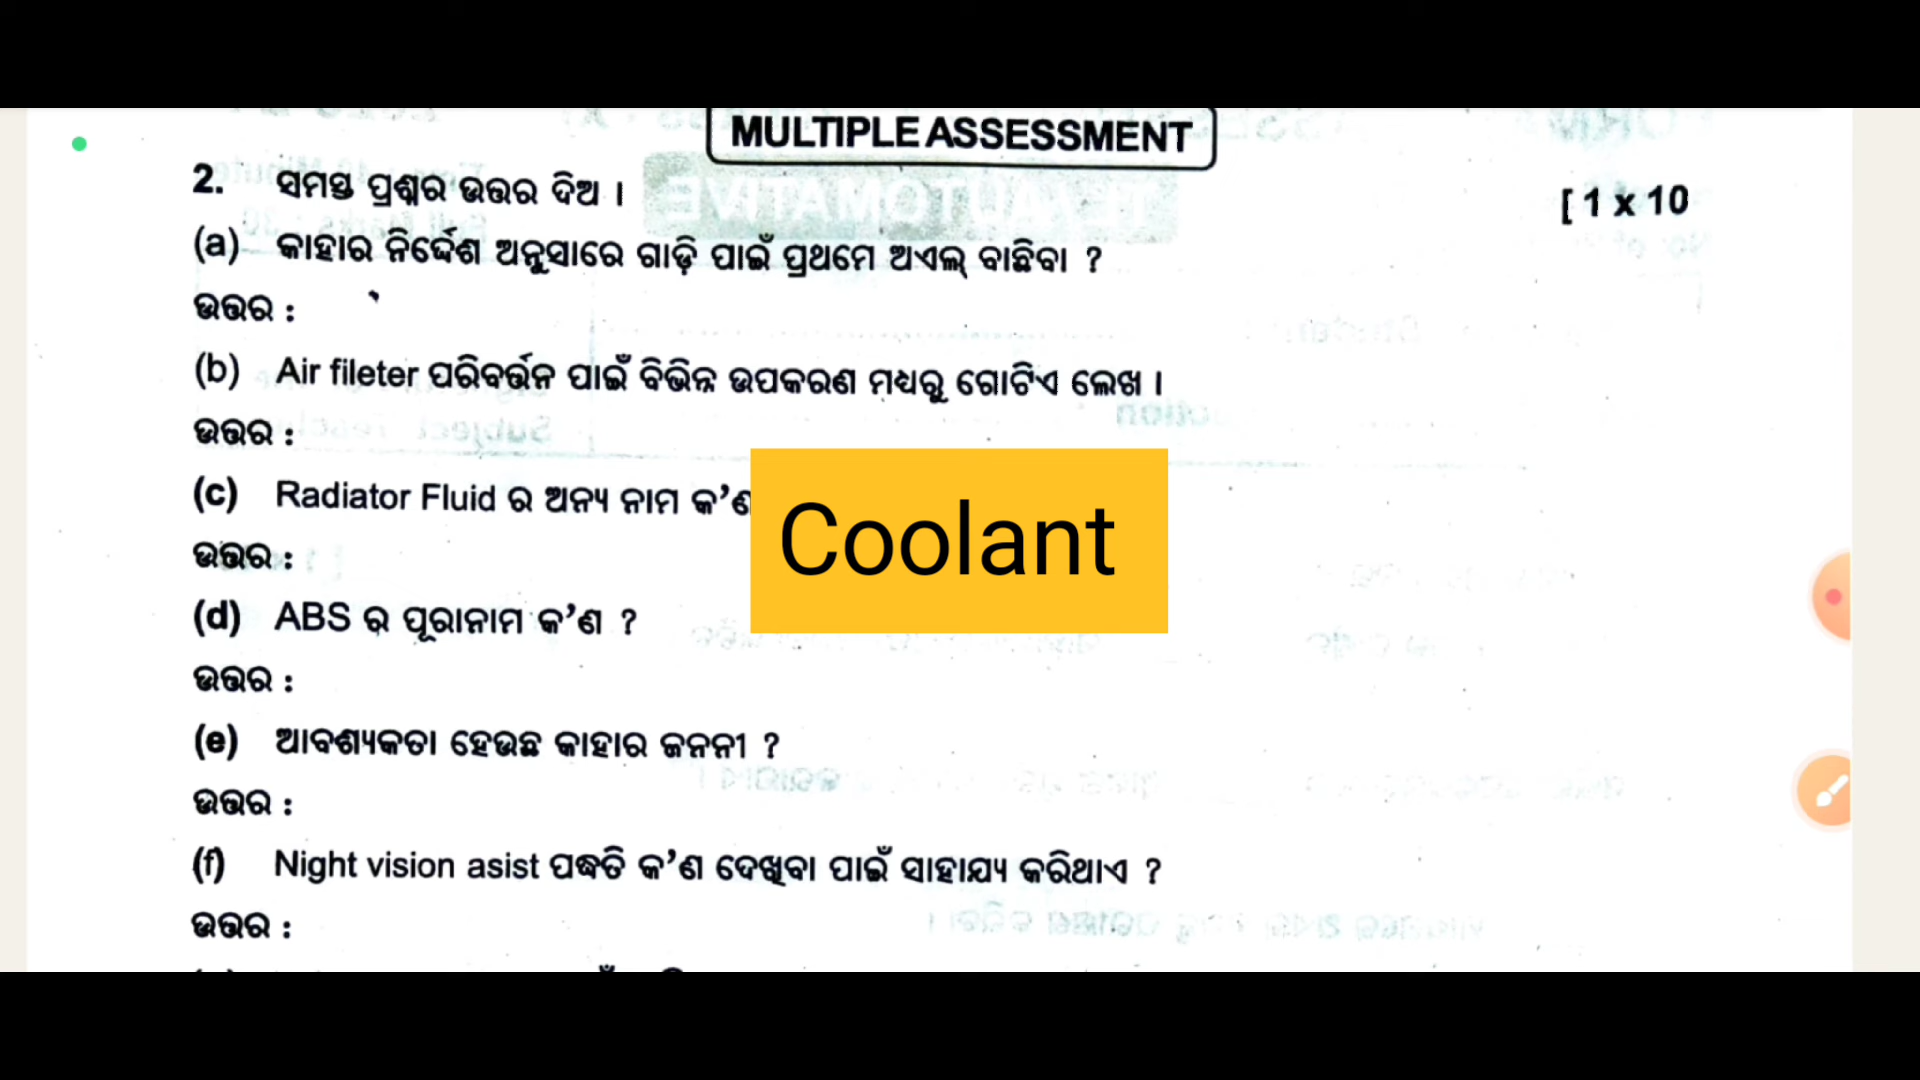 MULTIPLE ASSESSMENT
2. ସମସ୍ତ ପ୍ରଶ୍ନର ଉତ୍ତର ଦିଅ । [ 1 x 10
(a) କାହାର ନିର୍ଦ୍ଦେଶ ଅନୁସାରେ ଗାଡ଼ି ପାଇଁ ପ୍ରଥମେ ଅଏଲ୍ ବାଛିବା ?
ଉତ୍ତର :
(b) Air fileter ପରିବର୍ତ୍ତନ ପାଇଁ ବିଭିନ୍ନ ଉପକରଣ ମଧ୍ୟରୁ ଗୋଟିଏ ଲେଖ ।
ଉତ୍ତର :
(c) Radiator Fluid ର ଅନ୍ୟ ନାମ କ'ଣ
Coolant
ଉତ୍ତର :
(d) ABS ର ପୂରାନାମ କ'ଣ ?
ଉତ୍ତର :
(e) ଆବଶ୍ୟକତା ହେଉଛ କାହାର ଜନନୀ ?
ଉତ୍ତର :
(f) Night vision asist ପଦ୍ଧତି କ'ଣ ଦେଖିବା ପାଇଁ ସାହାଯ୍ୟ କରିଥାଏ ?
ଉତ୍ତର :